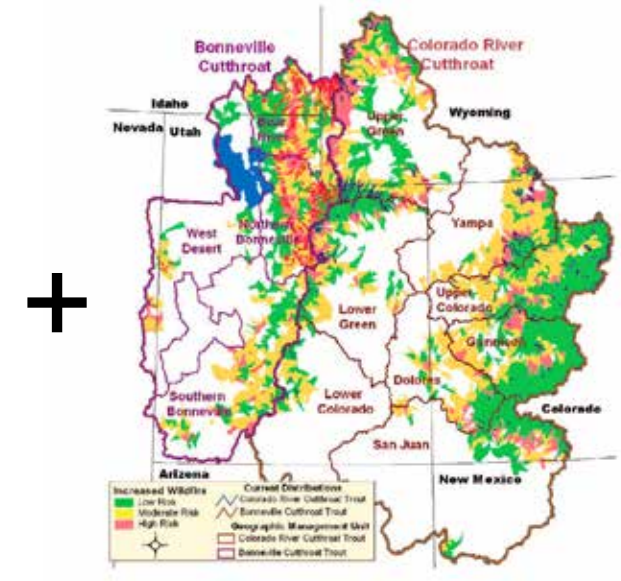 +
Bonneville
Cutthroat
Colorado River
Cutthroat
Idaho
Nevada
Utah
Wyoming
Bear
River
Upper
Green
West
Desert
Northern
Bonneville
Yampa
Upper
Colorado
Lower
Green
Gunnison
Dolores
Southern
Bonneville
Lower
Colorado
Colorado
San Juan
Arizona
New Mexico
Increased Wildfire
Low Risk
Moderate Risk
High Risk
Current Distributions
Colorado River Cutthroat Trout
Bonneville Cutthroat Trout
Geographic Management Unit
Colorado River Cutthroat Trout
Bonneville Cutthroat Trout